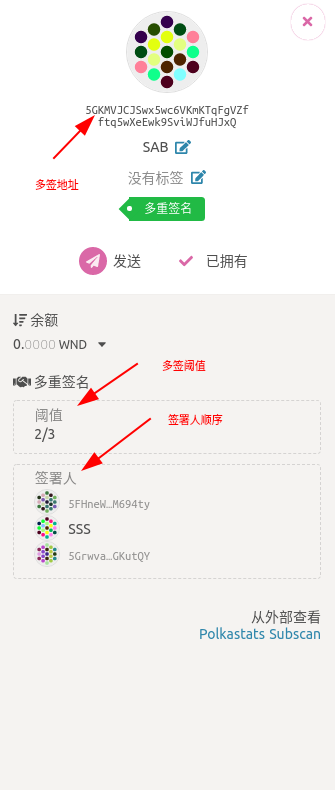 5GKMVJCJSwx5wc6VKmKTqFgVZf
ftq5wXeEwk9SviWJfuHJxQ
多签地址
SAB
没有标签
多重签名
发送
已拥有
余额
0.0000 WND
多签阈值
多重签名
签署人顺序
阈值
2/3
签署人
5FHneW…M694ty
SSS
5Grwva…GKutQY
从外部查看
Polkastats Subscan